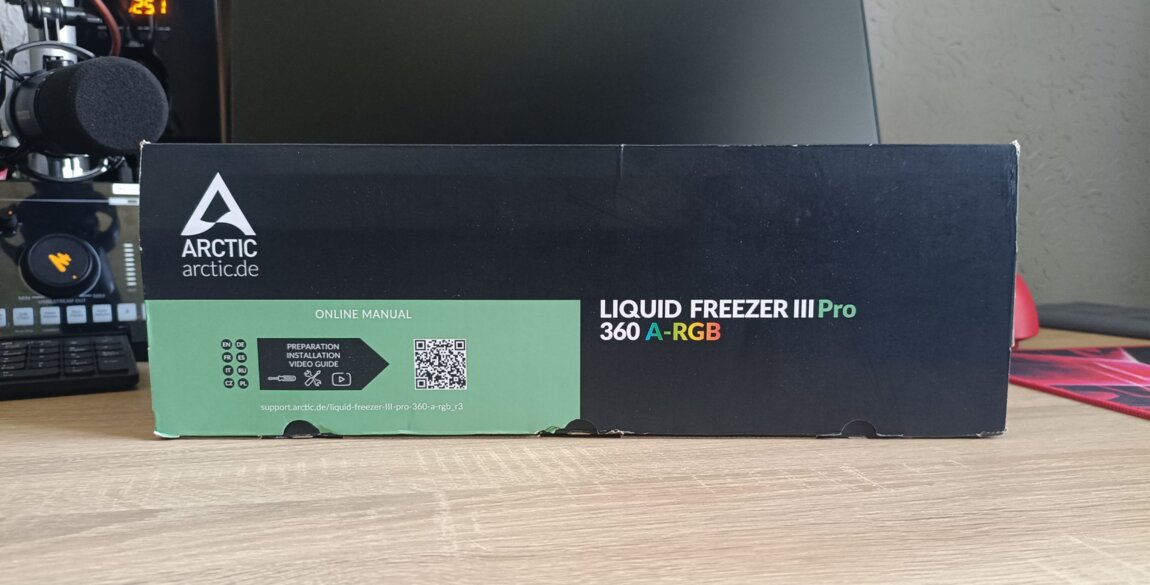 251
ARCTIC
arctic.de
ONLINE MANUAL
EN DE
FR ES
IT RU
CZ PL
PREPARATION
INSTALLATION
VIDEO GUIDE
support.arctic.de/liquid-freezer-III-pro-360-a-rgb_r3
LIQUID FREEZER III Pro
360 A-RGB